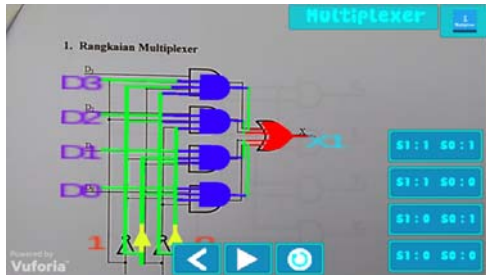 Multiplexer
1. Rangkaian Multiplexer
D3
D2
X1
D1
D0
S1 : 1 S0 : 1
S1 : 1 S0 : 0
S1 : 0 S0 : 1
S1 : 0 S0 : 0
1
Powered by
Vuforia